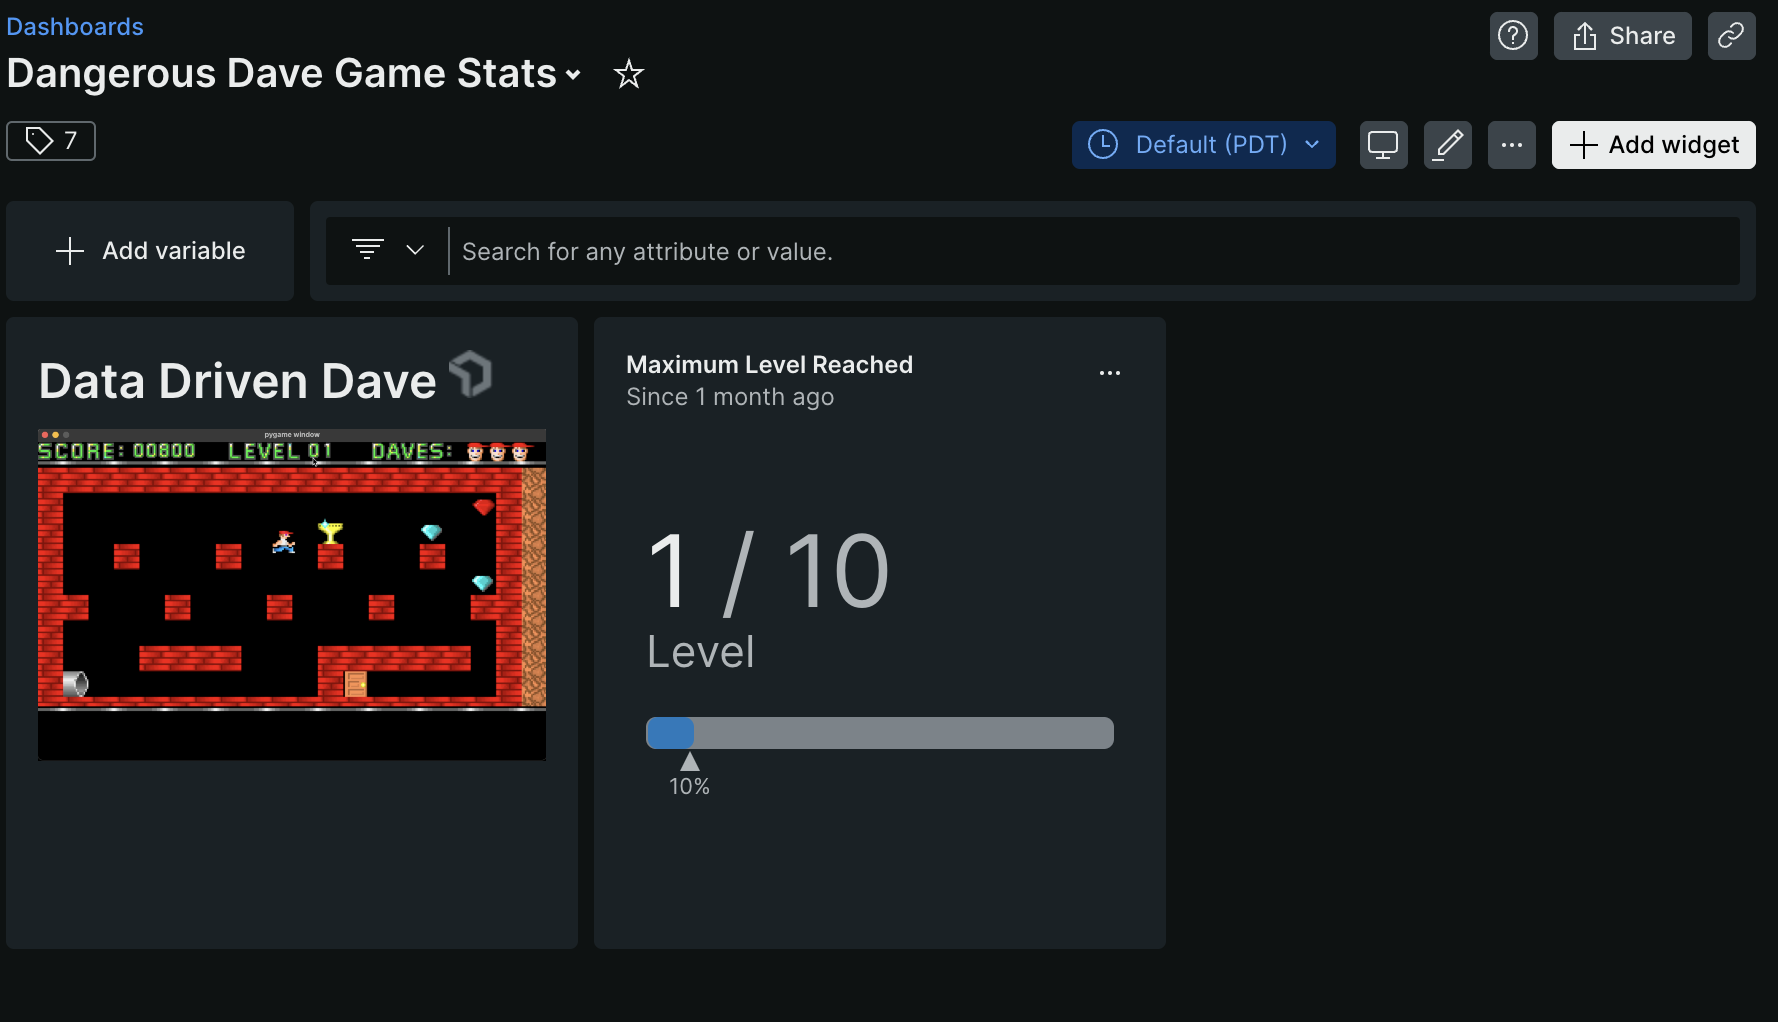 Dashboards
Dangerous Dave Game Stats
Share
7
Default (PDT)
Add widget
Add variable
Search for any attribute or value.
Data Driven Dave
pygame window
SCORE: 00800 LEVEL 01 DAVES:
Maximum Level Reached
Since 1 month ago
1 / 10
Level
10%